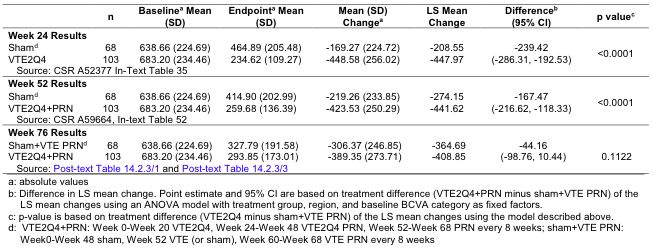 n Baselineᵃ Mean (SD) Endpointᵃ Mean (SD) Mean (SD) Changeᵃ LS Mean Change Differenceᵇ (95% CI) p valueᶜ
Week 24 Results
Shamᵈ 68 638.66 (224.69) 464.89 (205.48) -169.27 (224.72) -208.55 -239.42 <0.0001
VTE2Q4 103 683.20 (234.46) 234.62 (109.27) -448.58 (256.02) -447.97 (-286.31, -192.53)
Source: CSR A52377 In-Text Table 35
Week 52 Results
Shamᵈ 68 638.66 (224.69) 414.90 (202.99) -219.26 (233.85) -274.15 -167.47 <0.0001
VTE2Q4+PRN 103 683.20 (234.46) 259.68 (136.39) -423.53 (250.29) -441.62 (-216.62, -118.33)
Source: CSR A59664, In-text Table 52
Week 76 Results
Sham+VTE PRNᵈ 68 638.66 (224.69) 327.79 (191.58) -306.37 (246.85) -364.69 -44.16
VTE2Q4+PRN 103 683.20 (234.46) 293.85 (173.01) -389.35 (273.71) -408.85 (-98.76, 10.44) 0.1122
Source: Post-text Table 14.2.3/1 and Post-text Table 14.2.3/3
a: absolute values
b: Difference in LS mean change. Point estimate and 95% CI are based on treatment difference (VTE2Q4+PRN minus sham+VTE PRN) of the
LS mean changes using an ANOVA model with treatment group, region, and baseline BCVA category as fixed factors.
c: p-value is based on treatment difference (VTE2Q4 minus sham+VTE PRN) of the LS mean changes using the model described above.
d: VTE2Q4+PRN: Week 0-Week 20 VTE2Q4, Week 24-Week 48 VTE2Q4 PRN, Week 52-Week 68 PRN every 8 weeks; sham+VTE PRN:
Week0-Week 48 sham, Week 52 VTE (or sham), Week 60-Week 68 VTE PRN every 8 weeks